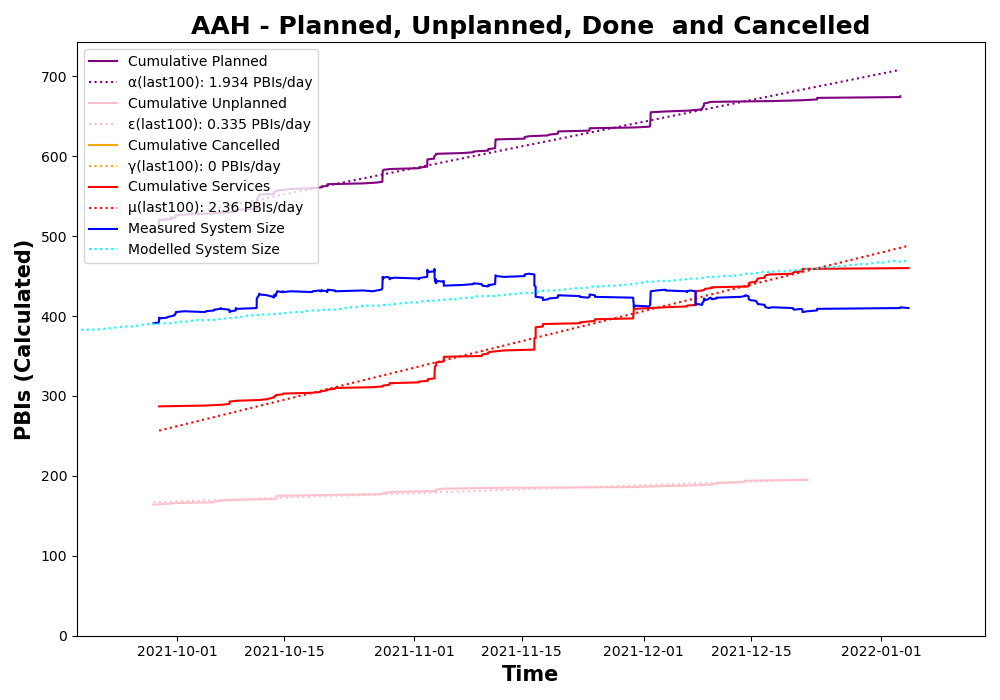 AAH - Planned, Unplanned, Done  and Cancelled
Cumulative Planned
α(last100): 1.934 PBIs/day
Cumulative Unplanned
ε(last100): 0.335 PBIs/day
Cumulative Cancelled
γ(last100): 0 PBIs/day
Cumulative Services
μ(last100): 2.36 PBIs/day
Measured System Size
Modelled System Size
PBIs (Calculated)
700
600
500
400
300
200
100
0
2021-10-01
2021-10-15
2021-11-01
2021-11-15
2021-12-01
2021-12-15
2022-01-01
Time